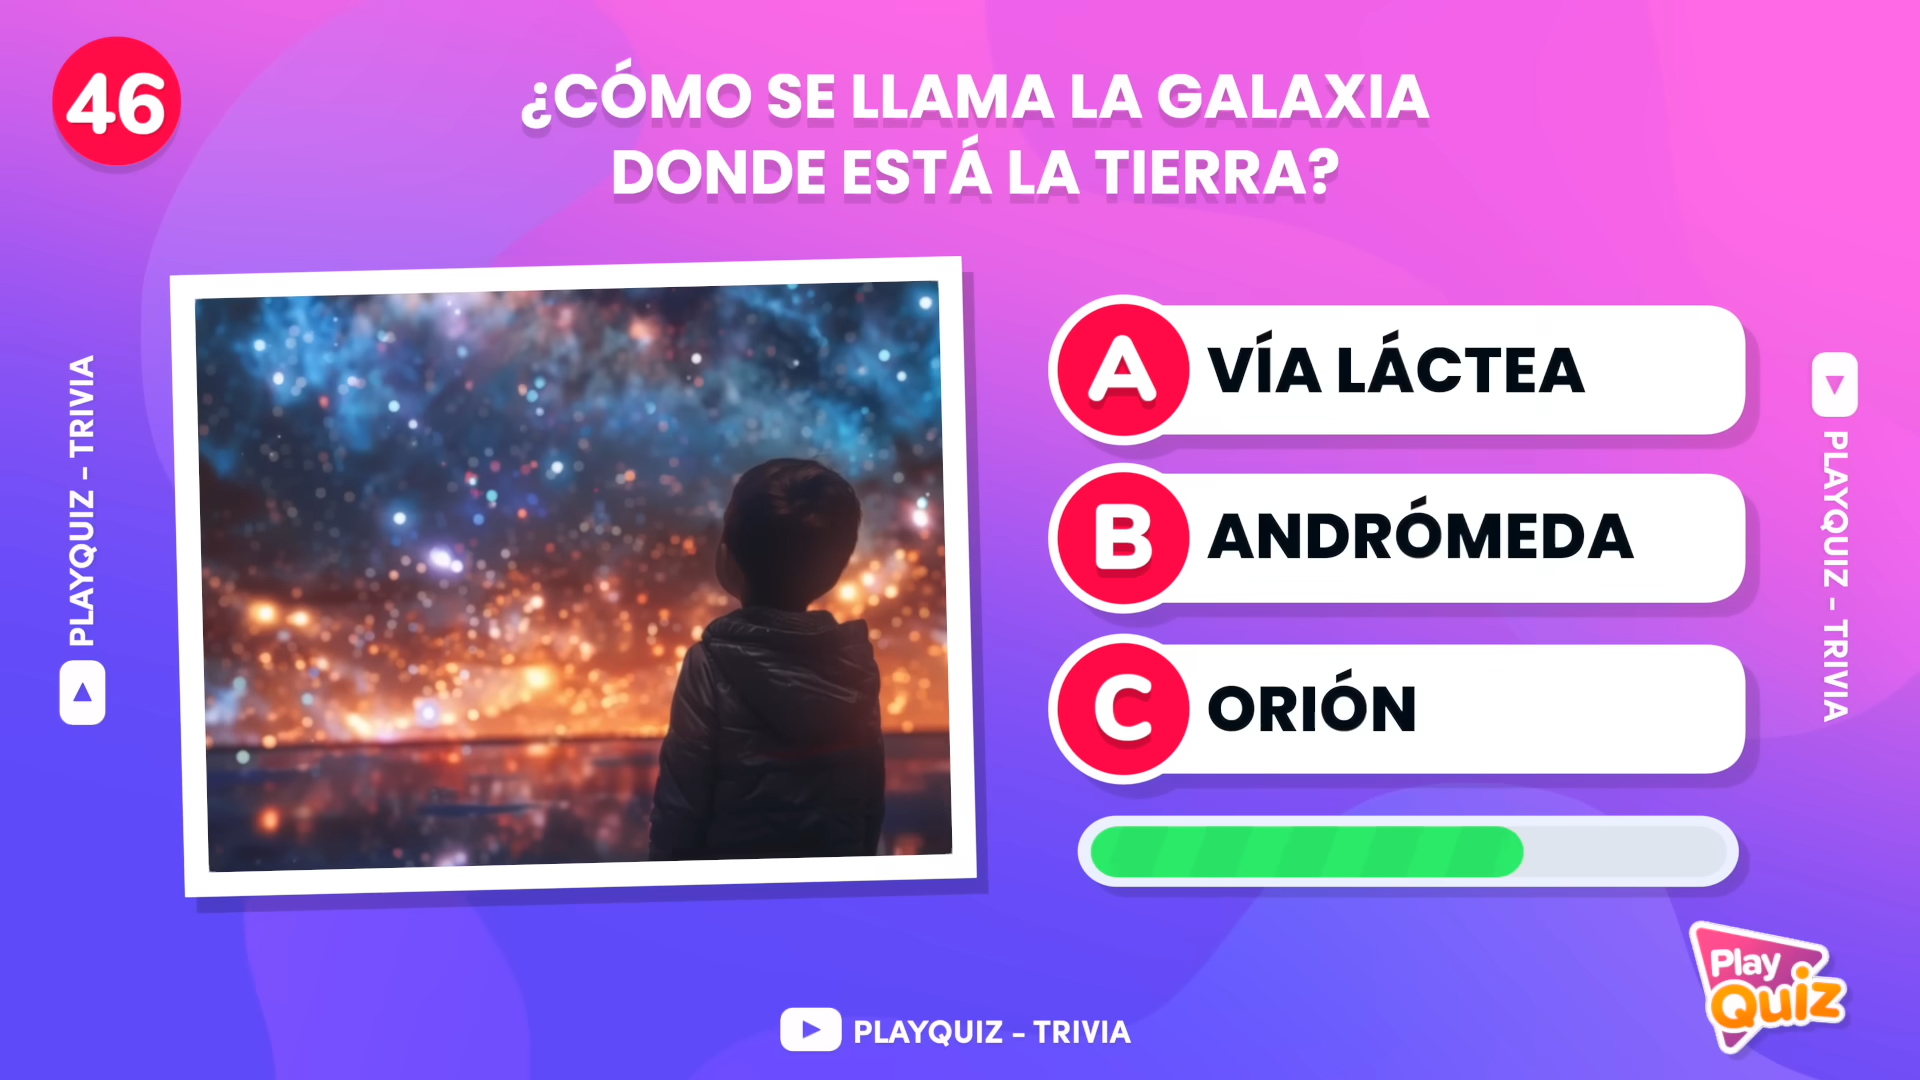 46
¿CÓMO SE LLAMA LA GALAXIA
DONDE ESTÁ LA TIERRA?
A VÍA LÁCTEA
B ANDRÓMEDA
C ORIÓN
PLAYQUIZ - TRIVIA
PLAYQUIZ - TRIVIA
PLAYQUIZ - TRIVIA
Play
Quiz